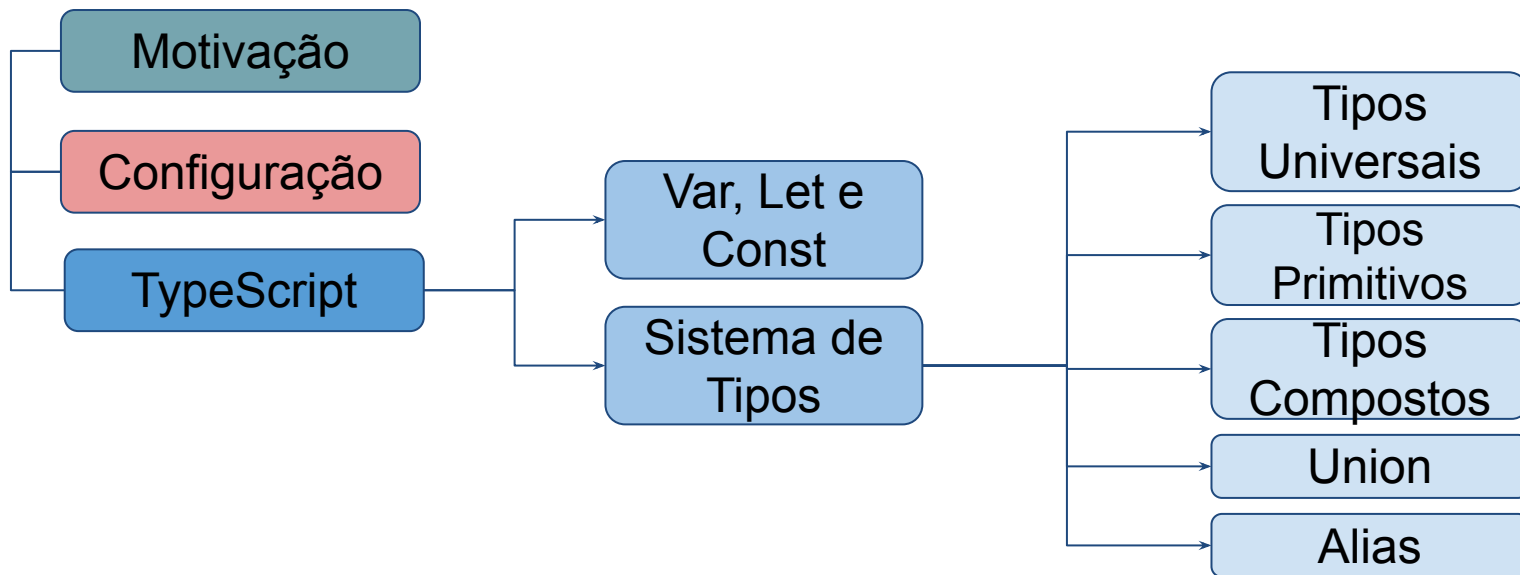 Motivação
Configuração
TypeScript
Var, Let e
Const
Sistema de
Tipos
Tipos
Universais
Tipos
Primitivos
Tipos
Compostos
Union
Alias